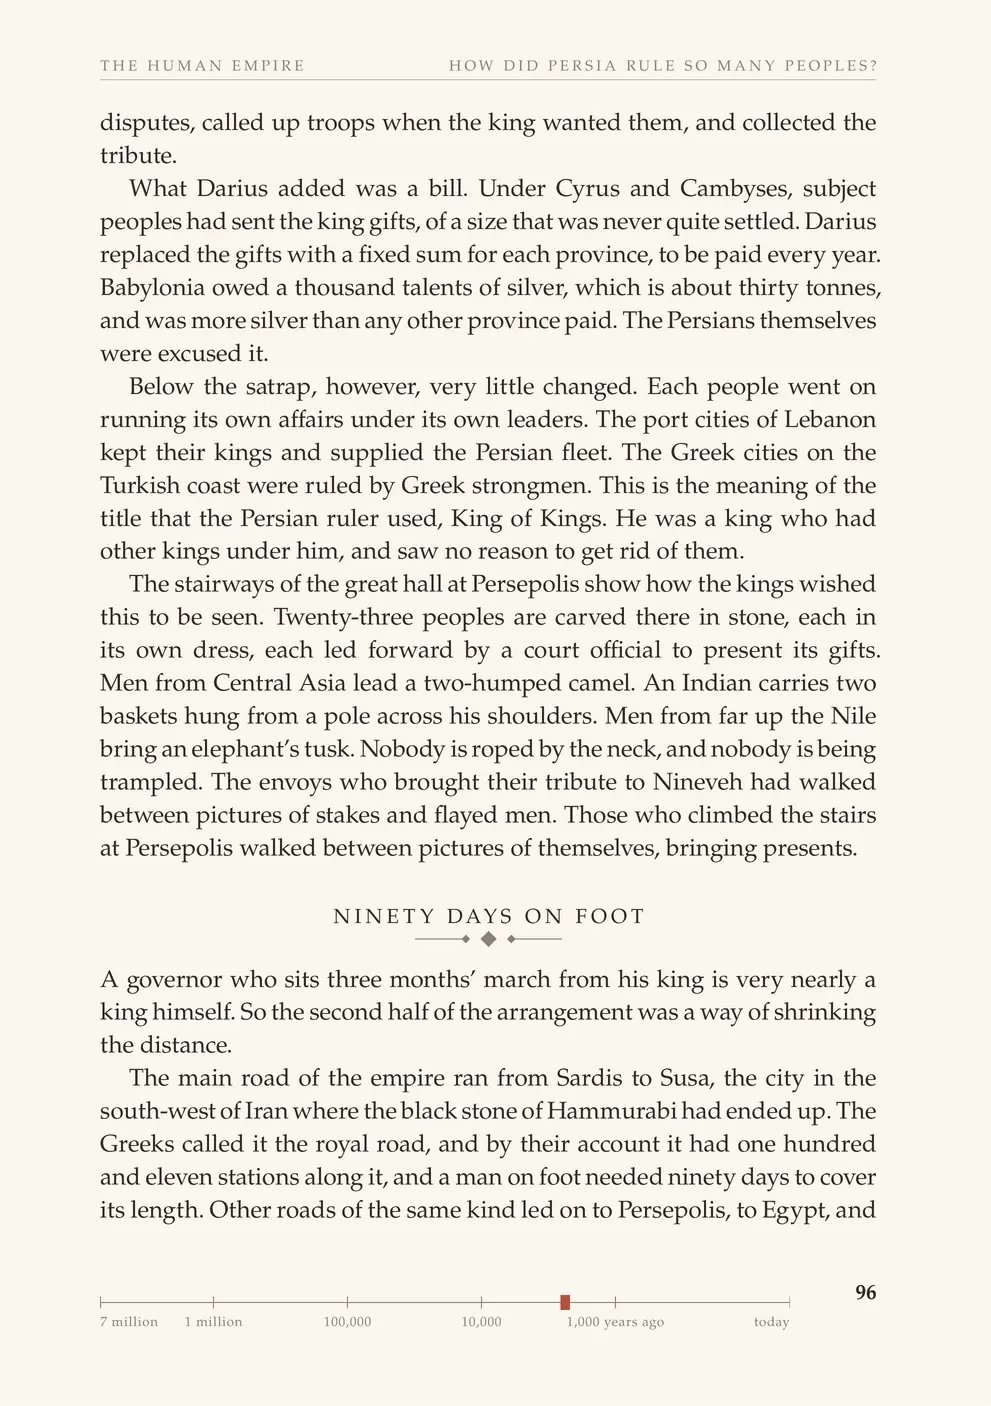 THE HUMAN EMPIRE
HOW DID PERSIA RULE SO MANY PEOPLES?
disputes, called up troops when the king wanted them, and collected the
tribute.
What Darius added was a bill. Under Cyrus and Cambyses, subject
peoples had sent the king gifts, of a size that was never quite settled. Darius
replaced the gifts with a fixed sum for each province, to be paid every year.
Babylonia owed a thousand talents of silver, which is about thirty tonnes,
and was more silver than any other province paid. The Persians themselves
were excused it.
Below the satrap, however, very little changed. Each people went on
running its own affairs under its own leaders. The port cities of Lebanon
kept their kings and supplied the Persian fleet. The Greek cities on the
Turkish coast were ruled by Greek strongmen. This is the meaning of the
title that the Persian ruler used, King of Kings. He was a king who had
other kings under him, and saw no reason to get rid of them.
The stairways of the great hall at Persepolis show how the kings wished
this to be seen. Twenty-three peoples are carved there in stone, each in
its own dress, each led forward by a court official to present its gifts.
Men from Central Asia lead a two-humped camel. An Indian carries two
baskets hung from a pole across his shoulders. Men from far up the Nile
bring an elephant's tusk. Nobody is roped by the neck, and nobody is being
trampled. The envoys who brought their tribute to Nineveh had walked
between pictures of stakes and flayed men. Those who climbed the stairs
at Persepolis walked between pictures of themselves, bringing presents.
NINETY DAYS ON FOOT
A governor who sits three months' march from his king is very nearly a
king himself. So the second half of the arrangement was a way of shrinking
the distance.
The main road of the empire ran from Sardis to Susa, the city in the
south-west of Iran where the black stone of Hammurabi had ended up. The
Greeks called it the royal road, and by their account it had one hundred
and eleven stations along it, and a man on foot needed ninety days to cover
its length. Other roads of the same kind led on to Persepolis, to Egypt, and
96
7 million 1 million 100,000 10,000 1,000 years ago today